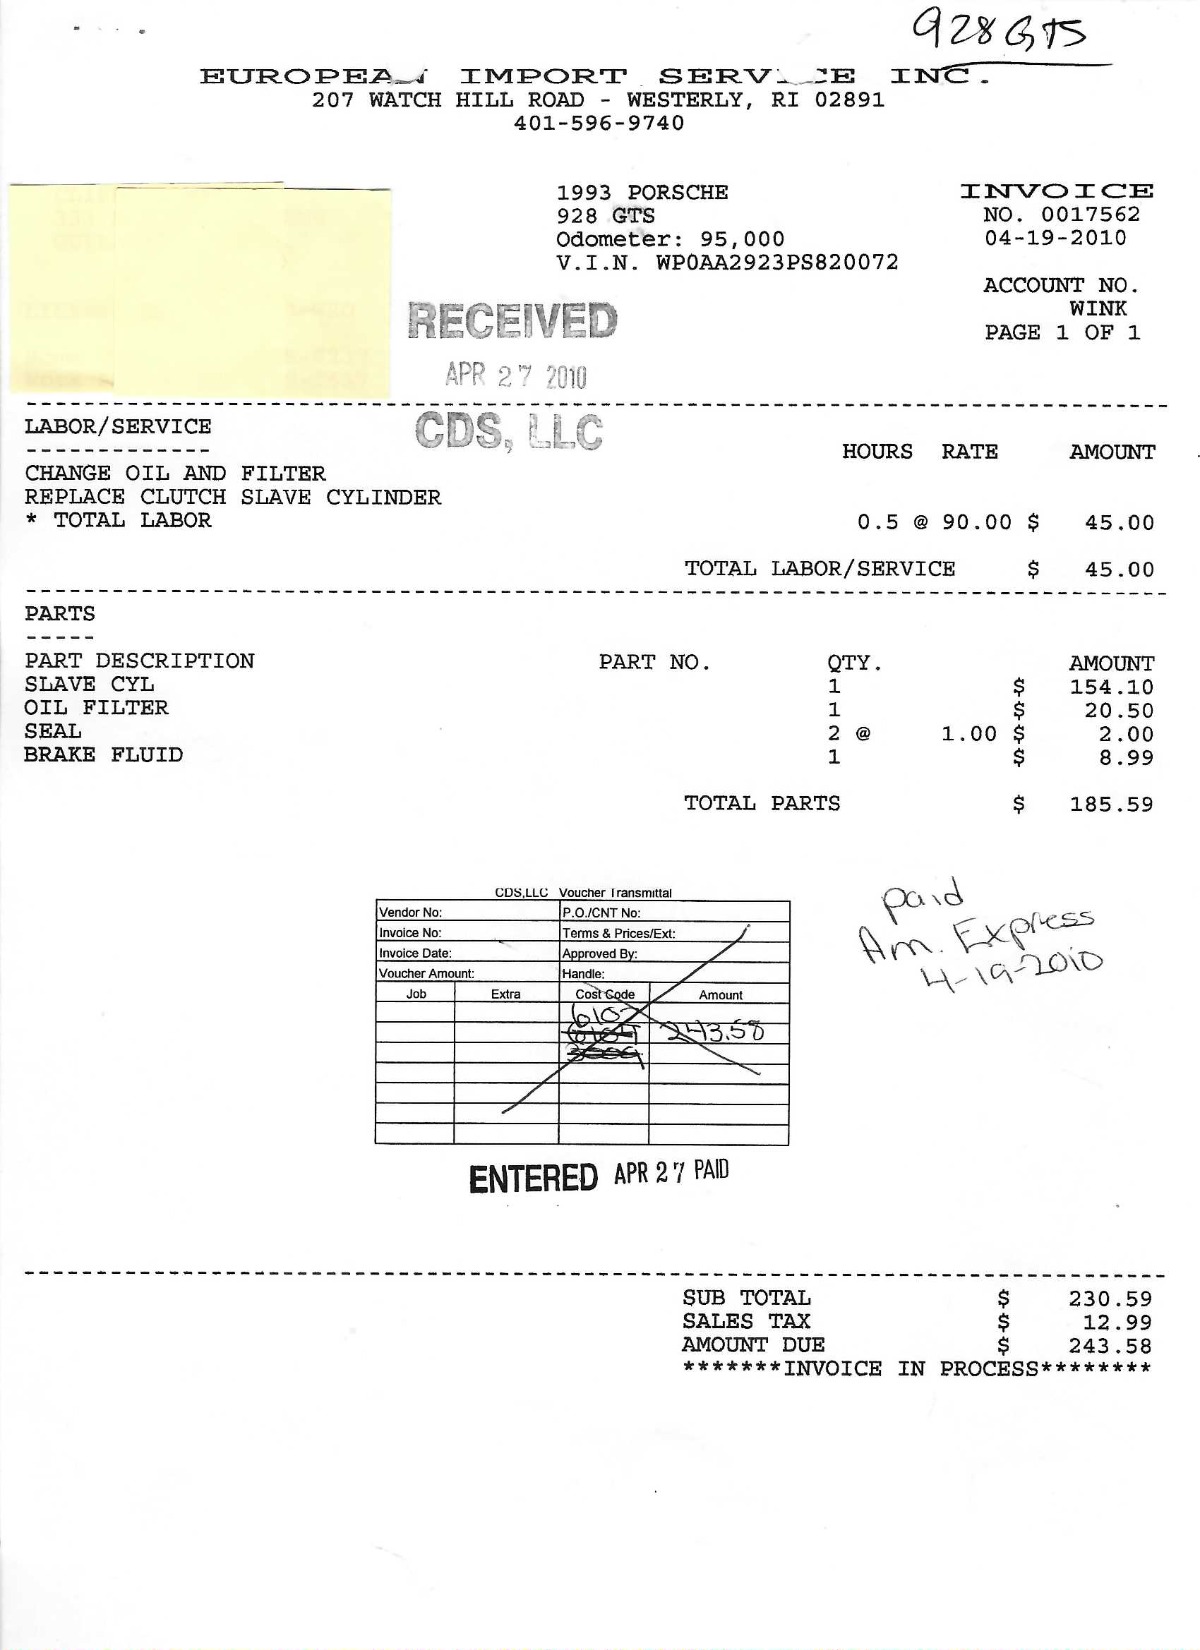 928 GTS
EUROPEAN IMPORT SERVICE INC.
207 WATCH HILL ROAD - WESTERLY, RI 02891
401-596-9740
1993 PORSCHE
928 GTS
Odometer: 95,000
V.I.N. WP0AA2923PS820072
INVOICE
NO. 0017562
04-19-2010
ACCOUNT NO.
WINK
PAGE 1 OF 1
RECEIVED
APR 27 2010
CDS, LLC
LABOR/SERVICE
HOURS RATE AMOUNT
CHANGE OIL AND FILTER
REPLACE CLUTCH SLAVE CYLINDER
* TOTAL LABOR 0.5 @ 90.00 $ 45.00
TOTAL LABOR/SERVICE $ 45.00
PARTS
PART DESCRIPTION PART NO. QTY. AMOUNT
SLAVE CYL 1 $ 154.10
OIL FILTER 1 $ 20.50
SEAL 2 @ 1.00 $ 2.00
BRAKE FLUID 1 $ 8.99
TOTAL PARTS $ 185.59
CDS,LLC Voucher Transmittal
Vendor No: P.O./CNT No:
Invoice No: Terms & Prices/Ext:
Invoice Date: Approved By:
Voucher Amount: Handle:
Job Extra Cost Code Amount
6107
243.58
paid
Am. Express
4-19-2010
ENTERED APR 27 PAID
SUB TOTAL $ 230.59
SALES TAX $ 12.99
AMOUNT DUE $ 243.58
*******INVOICE IN PROCESS********